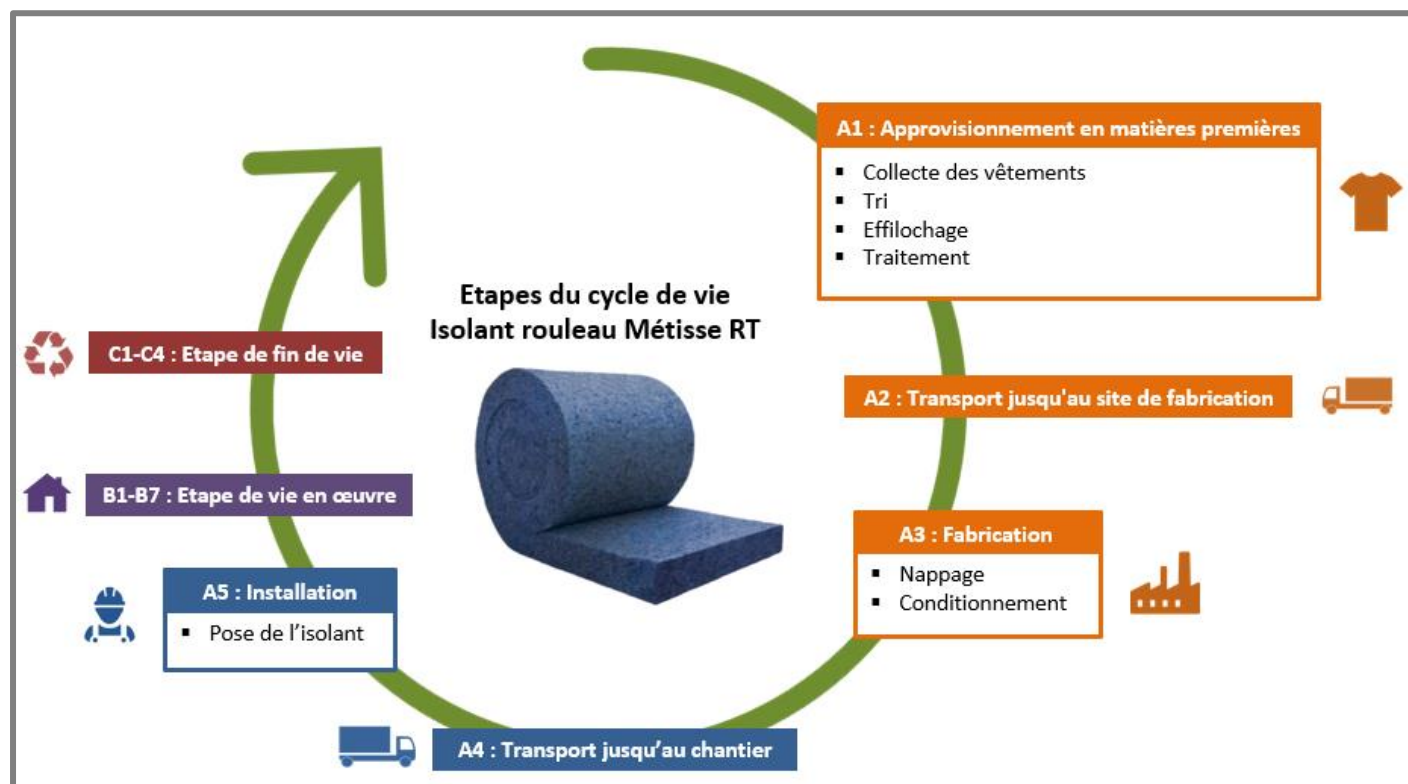 A1 : Approvisionnement en matières premières
▪ Collecte des vêtements
▪ Tri
▪ Effilochage
▪ Traitement
Etapes du cycle de vie
Isolant rouleau Métisse RT
A2 : Transport jusqu'au site de fabrication
A3 : Fabrication
▪ Nappage
▪ Conditionnement
A4 : Transport jusqu’au chantier
A5 : Installation
▪ Pose de l’isolant
B1-B7 : Etape de vie en œuvre
C1-C4 : Etape de fin de vie